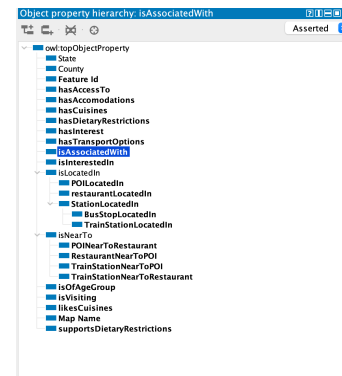 Object property hierarchy: isAssociatedWith
Asserted
owl:topObjectProperty
State
County
Feature Id
hasAccessTo
hasAccomodations
hasCuisines
hasDietaryRestrictions
hasInterest
hasTransportOptions
isAssociatedWith
isInterestedIn
isLocatedIn
POILocatedIn
restaurantLocatedIn
StationLocatedIn
BusStopLocatedIn
TrainStationLocatedIn
isNearTo
POINearToRestaurant
RestaurantNearToPOI
TrainStationNearToPOI
TrainStationNearToRestaurant
isOfAgeGroup
isVisiting
likesCuisines
Map Name
supportsDietaryRestrictions